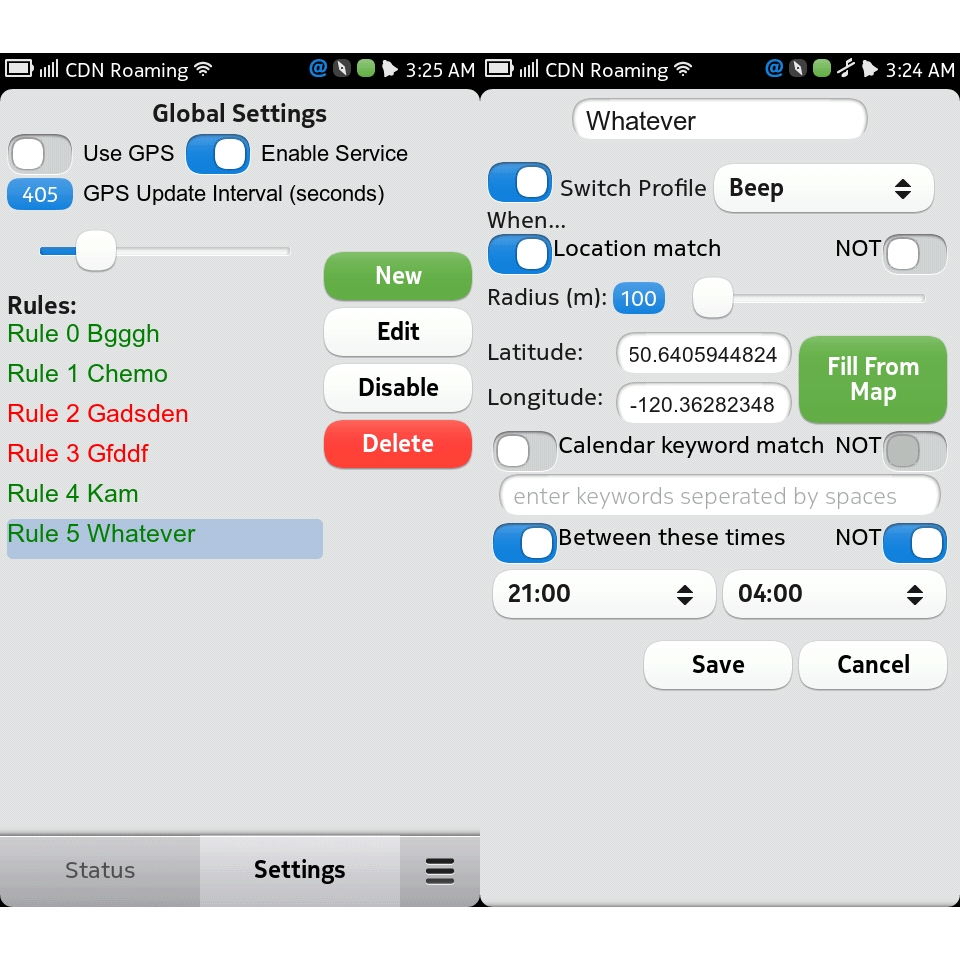 CDN Roaming
3:25 AM
Global Settings
Use GPS
Enable Service
405
GPS Update Interval (seconds)
New
Rules:
Edit
Rule 0 Bgggh
Rule 1 Chemo
Disable
Rule 2 Gadsden
Delete
Rule 3 Gfddf
Rule 4 Kam
Rule 5 Whatever
Status
Settings
CDN Roaming
3:24 AM
Whatever
Switch Profile
Beep
When...
Location match
NOT
Radius (m):
100
Latitude:
50.6405944824
Fill From
Map
Longitude:
-120.36282348
Calendar keyword match
NOT
enter keywords seperated by spaces
Between these times
NOT
21:00
04:00
Save
Cancel